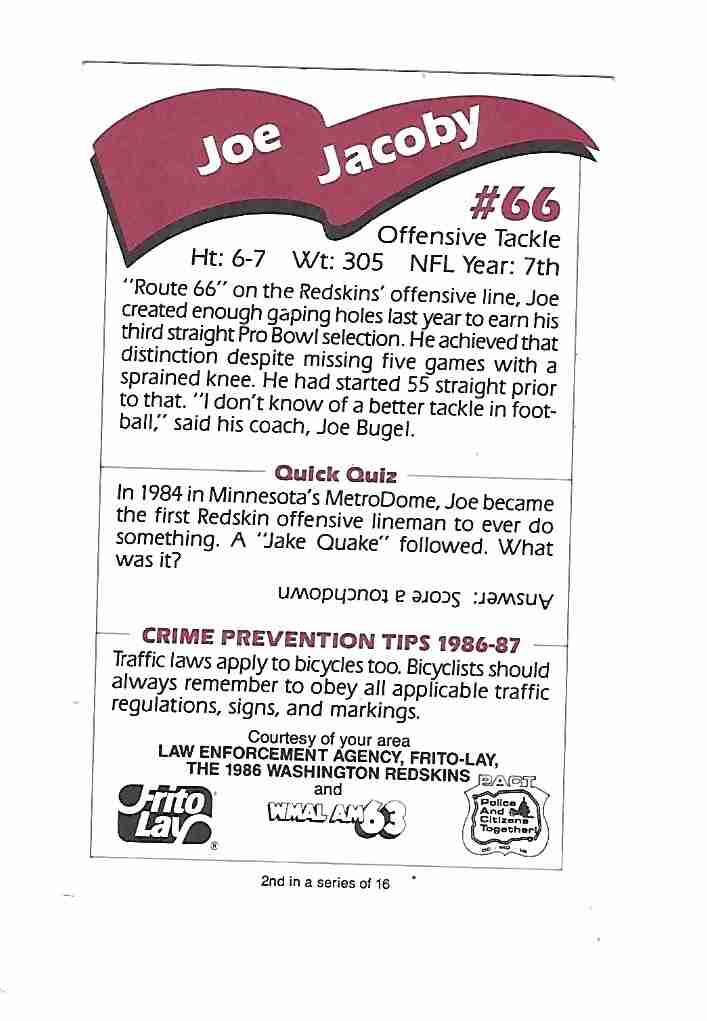 Joe Jacoby
#66
Offensive Tackle
Ht: 6-7 Wt: 305 NFL Year: 7th
"Route 66" on the Redskins' offensive line, Joe
created enough gaping holes last year to earn his
third straight Pro Bowl selection. He achieved that
distinction despite missing five games with a
sprained knee. He had started 55 straight prior
to that. "I don't know of a better tackle in foot-
ball," said his coach, Joe Bugel.
Quick Quiz
In 1984 in Minnesota's MetroDome, Joe became
the first Redskin offensive lineman to ever do
something. A "Jake Quake" followed. What
was it?
Answer: Score a touchdown
CRIME PREVENTION TIPS 1986-87
Traffic laws apply to bicycles too. Bicyclists should
always remember to obey all applicable traffic
regulations, signs, and markings.
Courtesy of your area
LAW ENFORCEMENT AGENCY, FRITO-LAY,
THE 1986 WASHINGTON REDSKINS
and
Frito
Lay
®
WMAL AM 63
PACT
Police
And
Citizens
Together!
DC MD VA
2nd in a series of 16